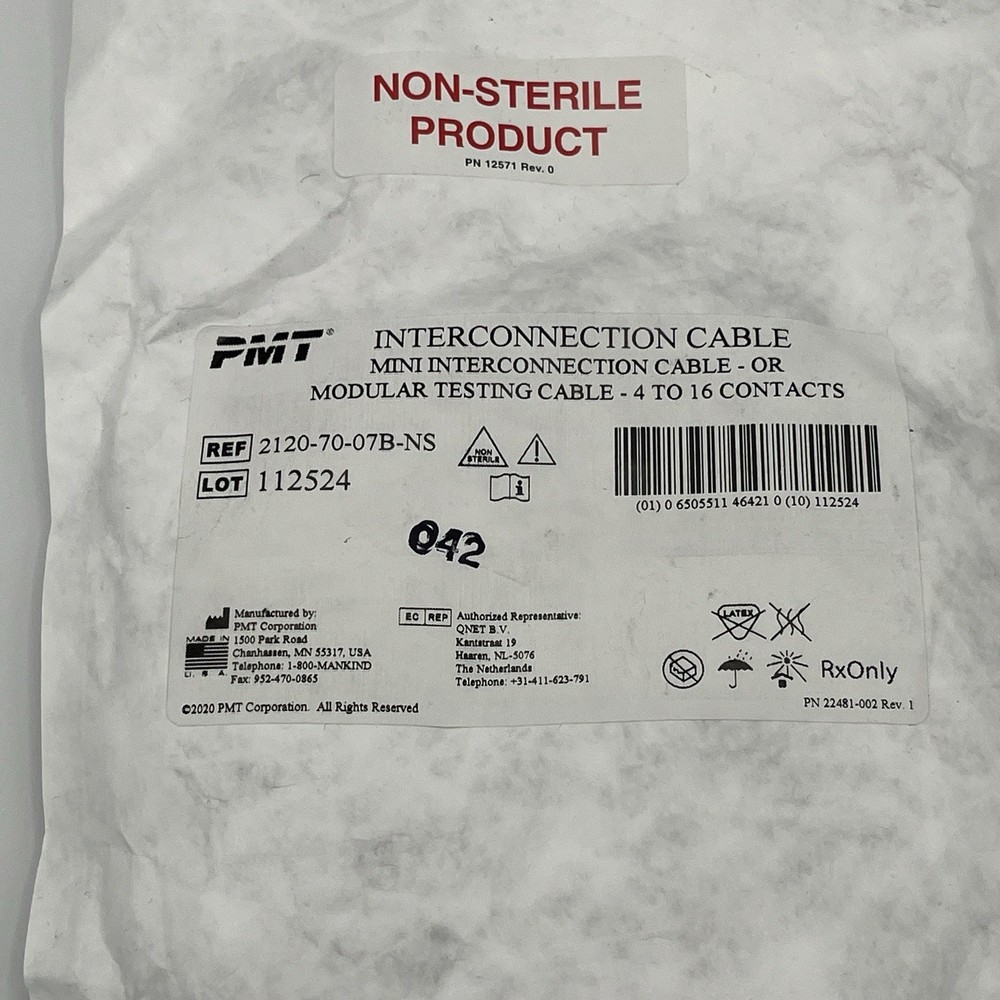 NON-STERILE
PRODUCT
PN 12571 Rev. 0
PMT®
INTERCONNECTION CABLE
MINI INTERCONNECTION CABLE - OR
MODULAR TESTING CABLE - 4 TO 16 CONTACTS
REF 2120-70-07B-NS
LOT 112524
NON
STERILE
(01) 0 6505511 46421 0 (10) 112524
042
Manufactured by:
PMT Corporation
1500 Park Road
Chanhassen, MN 55317, USA
Telephone: 1-800-MANKIND
Fax: 952-470-0865
MADE IN
U. S. A.
EC REP
Authorized Representative:
QNET B.V.
Kantstraat 19
Haaren, NL-5076
The Netherlands
Telephone: +31-411-623-791
LATEX
RxOnly
©2020 PMT Corporation. All Rights Reserved
PN 22481-002 Rev. 1